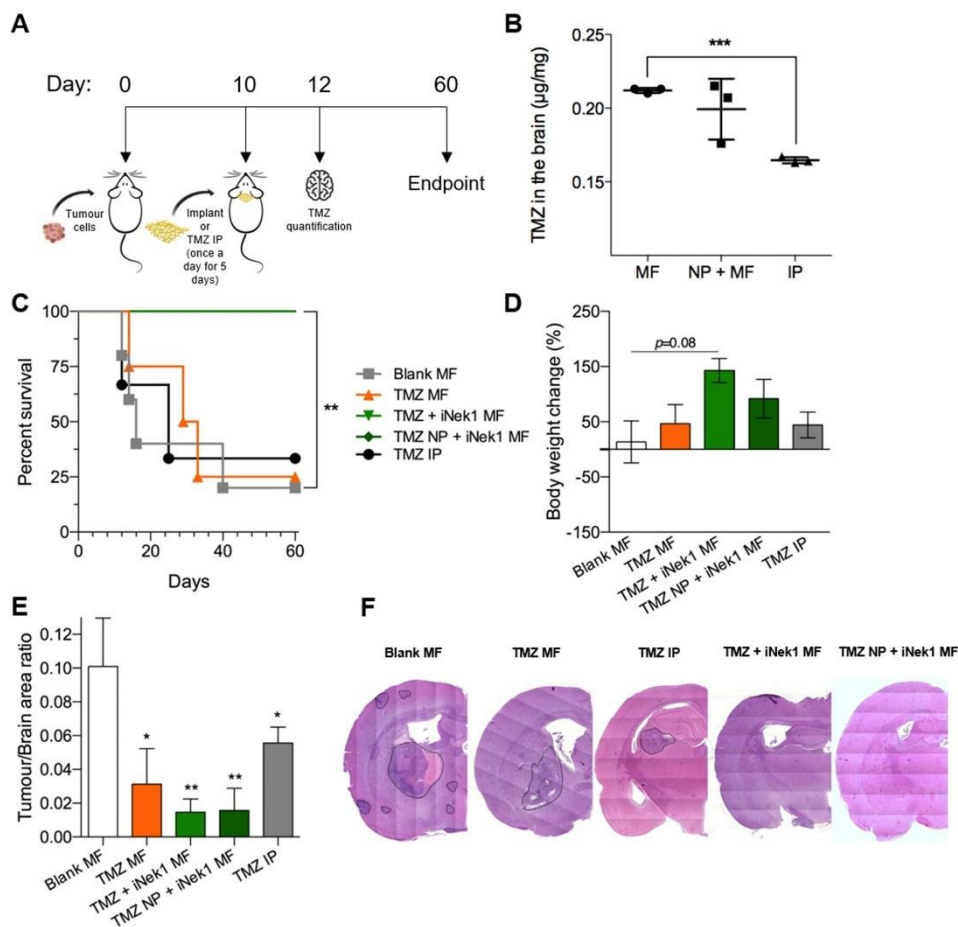 A
Day: 0 10 12 60
Tumour
cells
Implant
or
TMZ IP
(once a
day for 5
days)
TMZ
quantification
Endpoint
B
TMZ in the brain (µg/mg)
0.25
0.20
0.15
***
MF NP + MF IP
C
Percent survival
100
75
50
25
0
0 20 40 60
Days
**
Blank MF
TMZ MF
TMZ + iNek1 MF
TMZ NP + iNek1 MF
TMZ IP
D
Body weight change (%)
250
150
50
-50
-150
p=0.08
Blank MF
TMZ MF
TMZ + iNek1 MF
TMZ NP + iNek1 MF
TMZ IP
E
Tumour/Brain area ratio
0.12
0.10
0.08
0.06
0.04
0.02
0.00
*
**
**
*
Blank MF
TMZ MF
TMZ + iNek1 MF
TMZ NP + iNek1 MF
TMZ IP
F
Blank MF TMZ MF TMZ IP TMZ + iNek1 MF TMZ NP + iNek1 MF